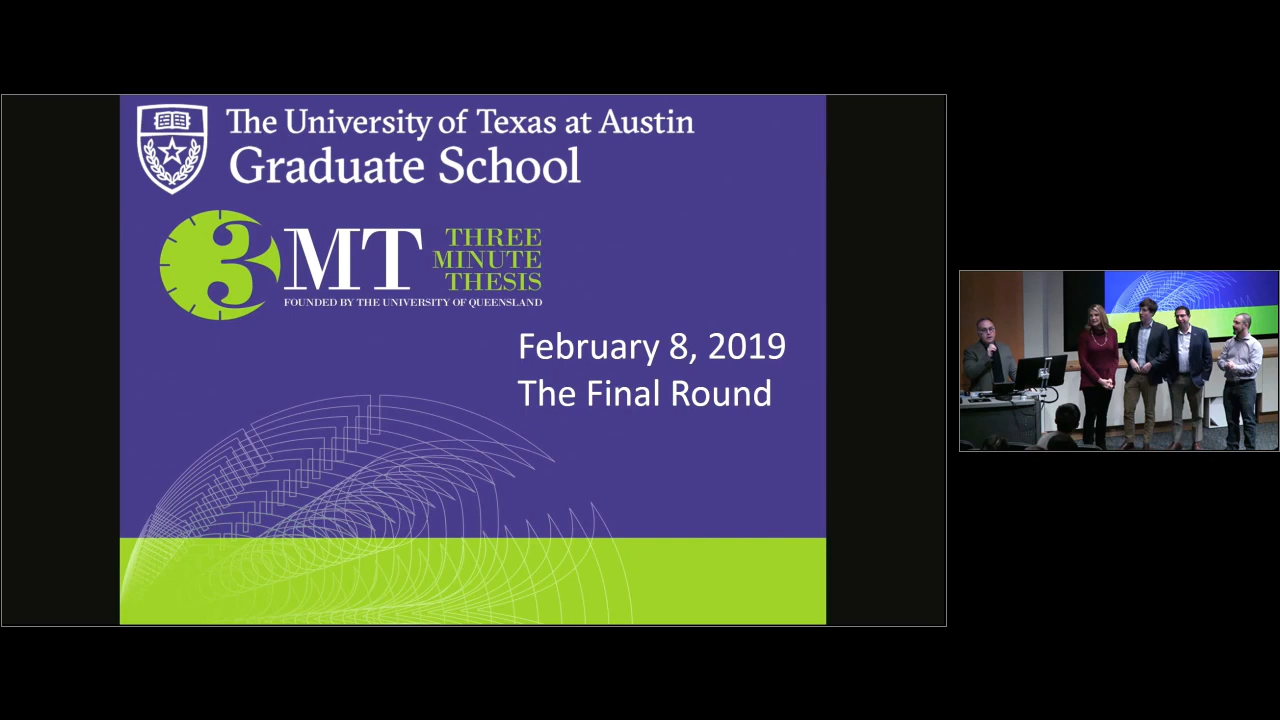 The University of Texas at Austin
Graduate School
3MT
THREE
MINUTE
THESIS
FOUNDED BY THE UNIVERSITY OF QUEENSLAND
February 8, 2019
The Final Round